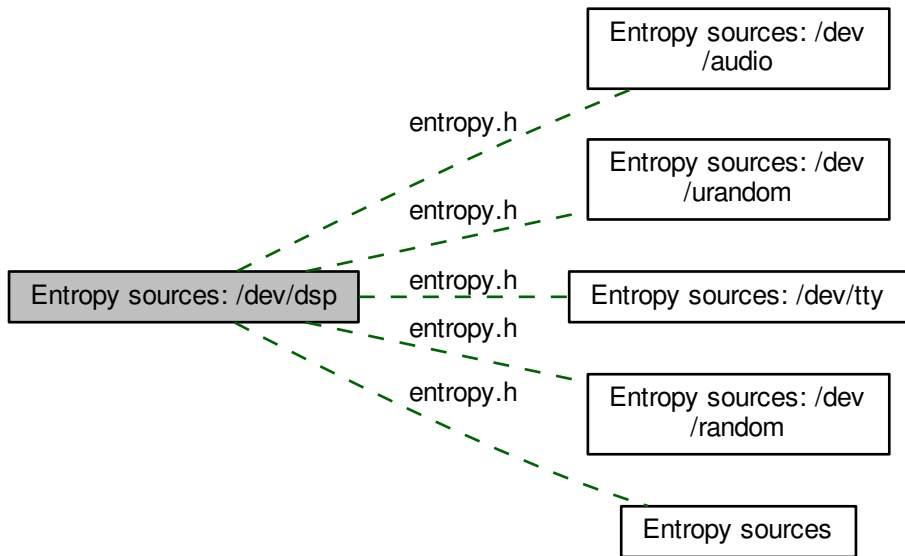 Entropy sources: /dev
/audio
entropy.h
Entropy sources: /dev
/urandom
entropy.h
Entropy sources: /dev/dsp
entropy.h
Entropy sources: /dev/tty
entropy.h
Entropy sources: /dev
/random
entropy.h
Entropy sources